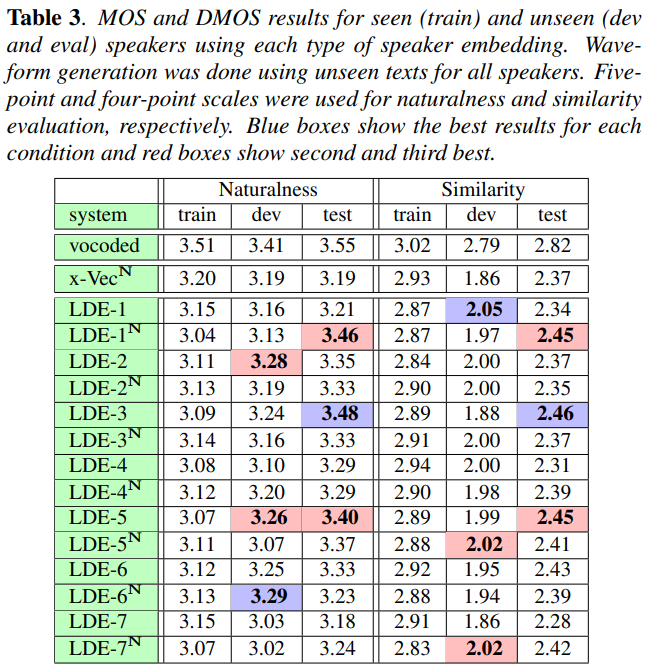 Table 3. MOS and DMOS results for seen (train) and unseen (dev
and eval) speakers using each type of speaker embedding. Wave-
form generation was done using unseen texts for all speakers. Five-
point and four-point scales were used for naturalness and similarity
evaluation, respectively. Blue boxes show the best results for each
condition and red boxes show second and third best.
Naturalness Similarity
system train dev test train dev test
vocoded 3.51 3.41 3.55 3.02 2.79 2.82
x-Vecᴺ 3.20 3.19 3.19 2.93 1.86 2.37
LDE-1 3.15 3.16 3.21 2.87 2.05 2.34
LDE-1ᴺ 3.04 3.13 3.46 2.87 1.97 2.45
LDE-2 3.11 3.28 3.35 2.84 2.00 2.37
LDE-2ᴺ 3.13 3.19 3.33 2.90 2.00 2.35
LDE-3 3.09 3.24 3.48 2.89 1.88 2.46
LDE-3ᴺ 3.14 3.16 3.33 2.91 2.00 2.37
LDE-4 3.08 3.10 3.29 2.94 2.00 2.31
LDE-4ᴺ 3.12 3.20 3.29 2.90 1.98 2.39
LDE-5 3.07 3.26 3.40 2.89 1.99 2.45
LDE-5ᴺ 3.11 3.07 3.37 2.88 2.02 2.41
LDE-6 3.12 3.25 3.33 2.92 1.95 2.43
LDE-6ᴺ 3.13 3.29 3.23 2.88 1.94 2.39
LDE-7 3.15 3.03 3.18 2.91 1.86 2.28
LDE-7ᴺ 3.07 3.02 3.24 2.83 2.02 2.42